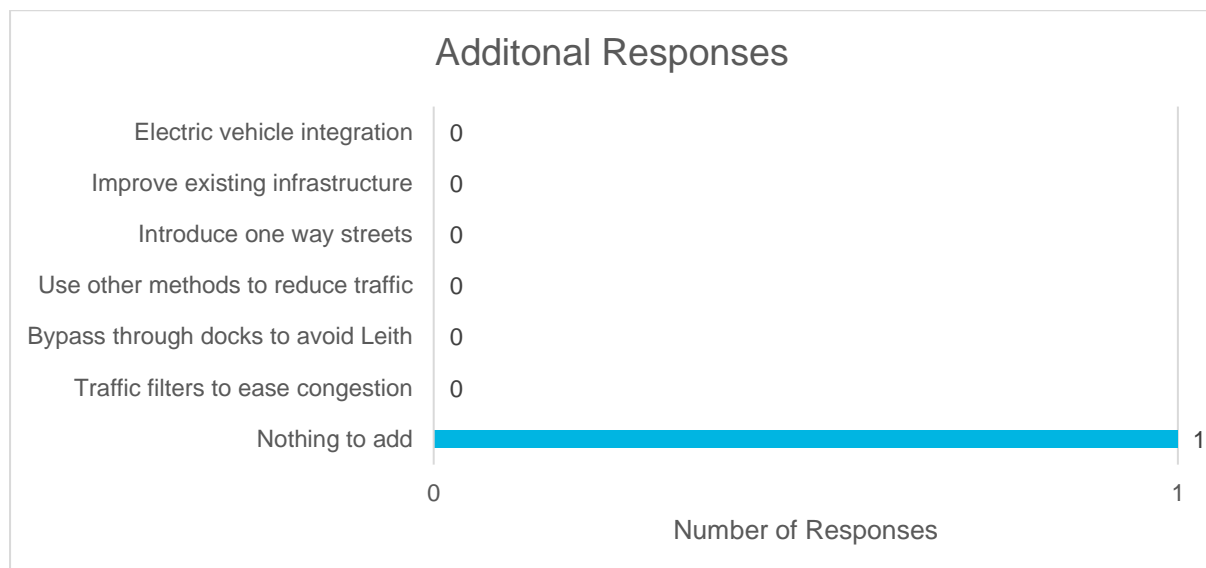 Additonal Responses
Electric vehicle integration 0
Improve existing infrastructure 0
Introduce one way streets 0
Use other methods to reduce traffic 0
Bypass through docks to avoid Leith 0
Traffic filters to ease congestion 0
Nothing to add 1
0 1
Number of Responses